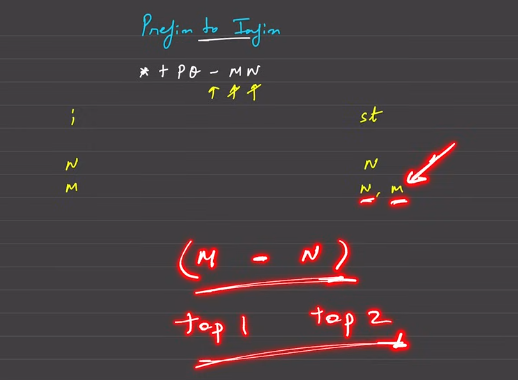 Prefix to Infix
* + P Q - M N
i st
N N
M N, M
(M - N)
top 1 top 2